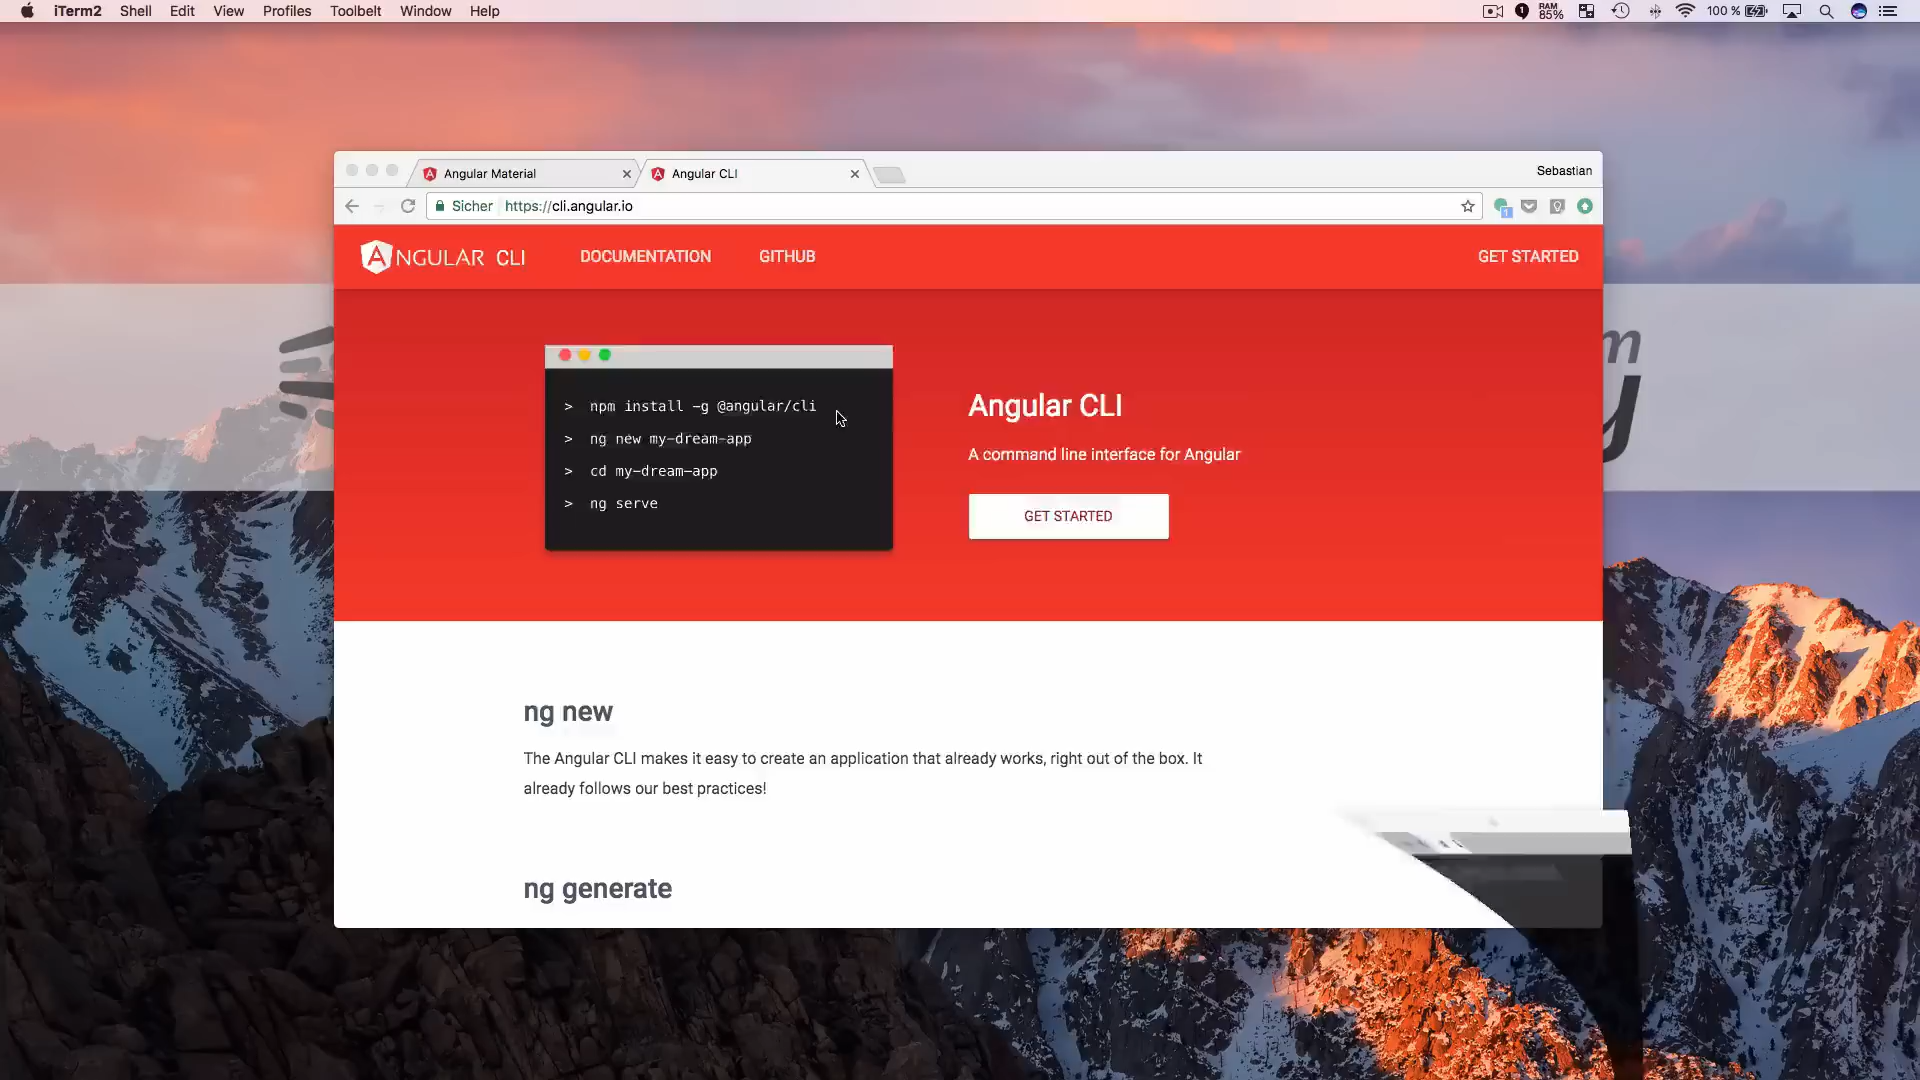 iTerm2 Shell Edit View Profiles Toolbelt Window Help
RAM 85% 100 %
Angular Material Angular CLI Sebastian
Sicher https://cli.angular.io
ANGULAR CLI DOCUMENTATION GITHUB GET STARTED
> npm install -g @angular/cli
> ng new my-dream-app
> cd my-dream-app
> ng serve
Angular CLI
A command line interface for Angular
GET STARTED
ng new
The Angular CLI makes it easy to create an application that already works, right out of the box. It
already follows our best practices!
ng generate